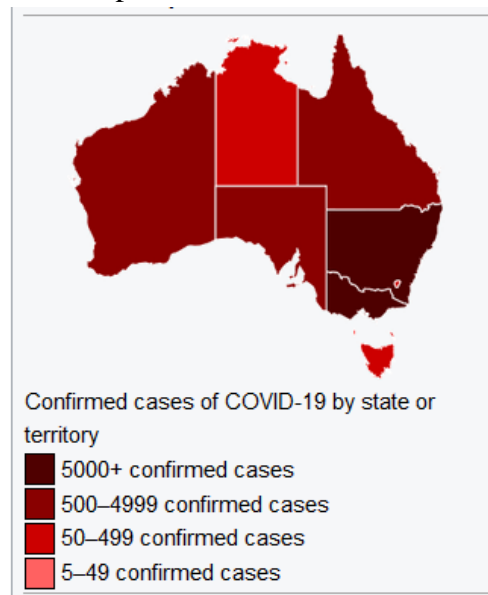 Confirmed cases of COVID-19 by state or
territory
5000+ confirmed cases
500–4999 confirmed cases
50–499 confirmed cases
5–49 confirmed cases